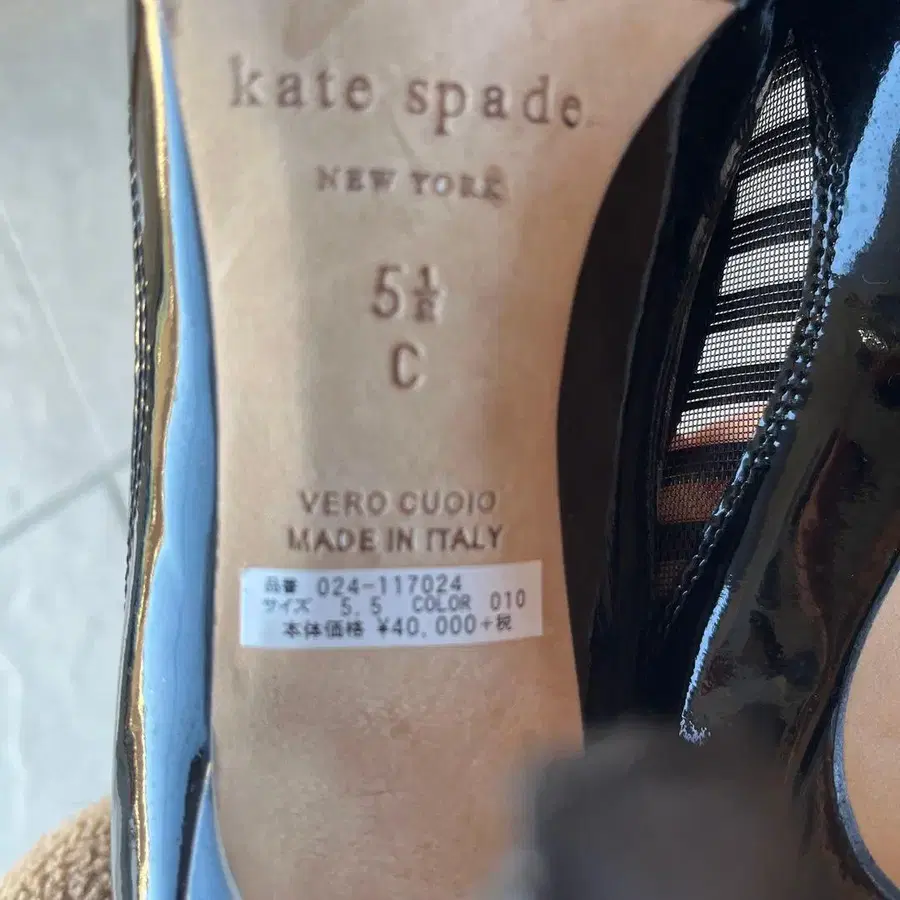 kate spade
NEW YORK
5½
C
VERO CUOIO
MADE IN ITALY
品番 024-117024
サイズ 5.5 COLOR 010
本体価格 ¥40,000+税